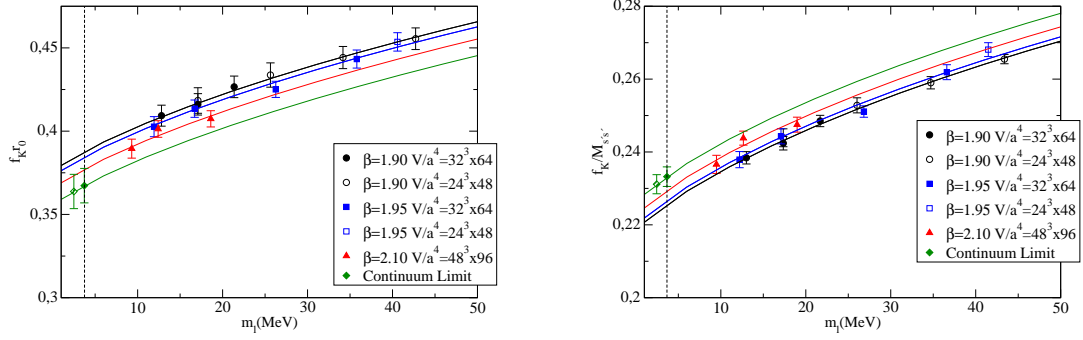 0,45
0,4
0,35
0,3
f_K r_0
β=1.90 V/a^4=32^3x64
β=1.90 V/a^4=24^3x48
β=1.95 V/a^4=32^3x64
β=1.95 V/a^4=24^3x48
β=2.10 V/a^4=48^3x96
Continuum Limit
10 20 30 40 50
m_l(MeV)
0,28
0,26
0,24
0,22
0,2
f_K/M_s's'
β=1.90 V/a^4=32^3x64
β=1.90 V/a^4=24^3x48
β=1.95 V/a^4=32^3x64
β=1.95 V/a^4=24^3x48
β=2.10 V/a^4=48^3x96
Continuum Limit
10 20 30 40 50
m_l(MeV)